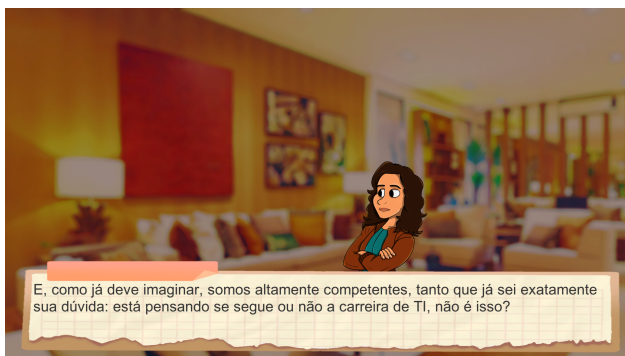 E, como já deve imaginar, somos altamente competentes, tanto que já sei exatamente
sua dúvida: está pensando se segue ou não a carreira de TI, não é isso?